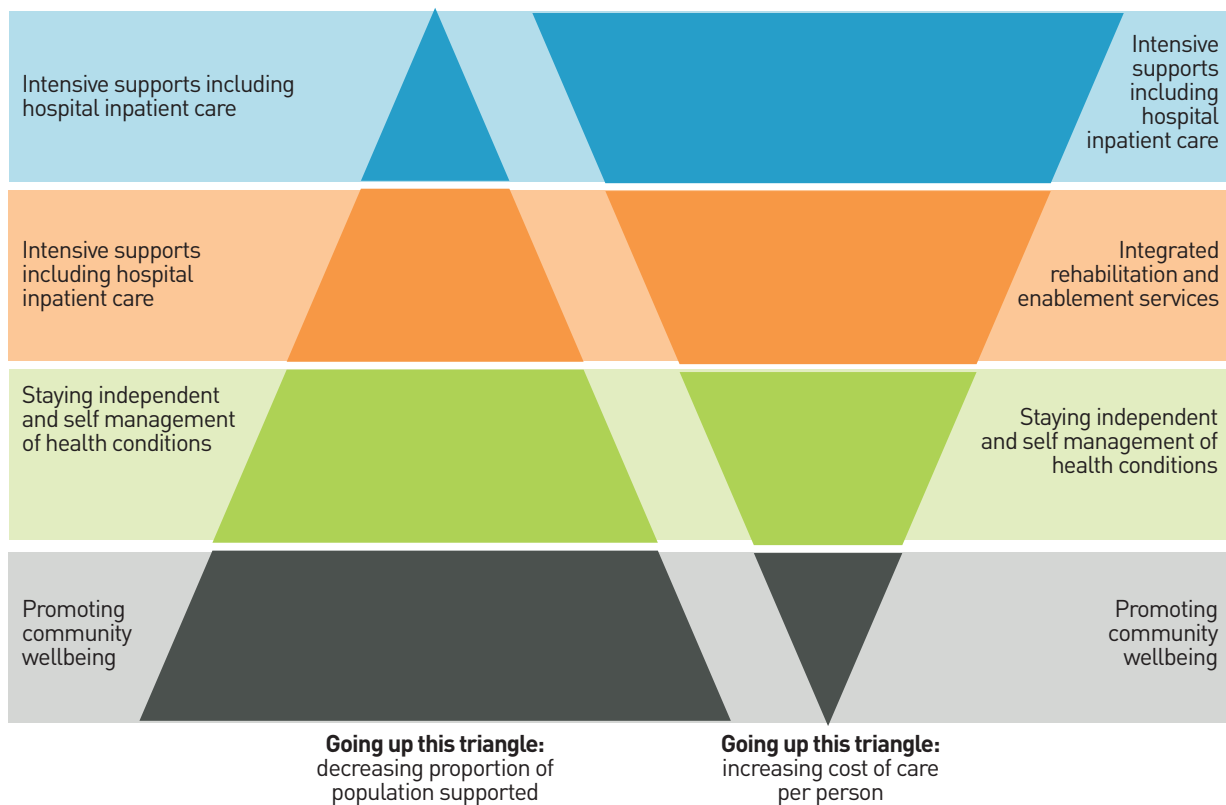 Intensive supports including
hospital inpatient care
Intensive
supports
including
hospital
inpatient care
Intensive supports
including hospital
inpatient care
Integrated
rehabilitation and
enablement services
Staying independent
and self management
of health conditions
Staying independent
and self management of
health conditions
Promoting
community
wellbeing
Promoting
community
wellbeing
Going up this triangle:
decreasing proportion of
population supported
Going up this triangle:
increasing cost of care
per person